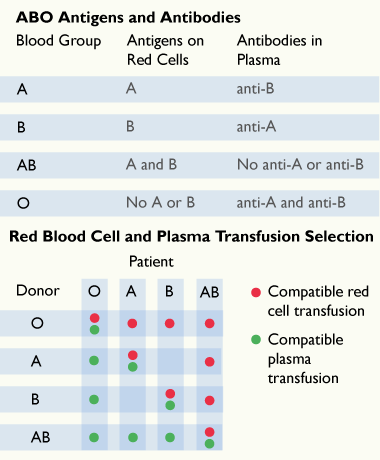 ABO Antigens and Antibodies
Blood Group Antigens on Red Cells Antibodies in Plasma
A A anti-B
B B anti-A
AB A and B No anti-A or anti-B
O No A or B anti-A and anti-B
Red Blood Cell and Plasma Transfusion Selection
Patient
Donor O A B AB
O
A
B
AB
Compatible red
cell transfusion
Compatible
plasma
transfusion